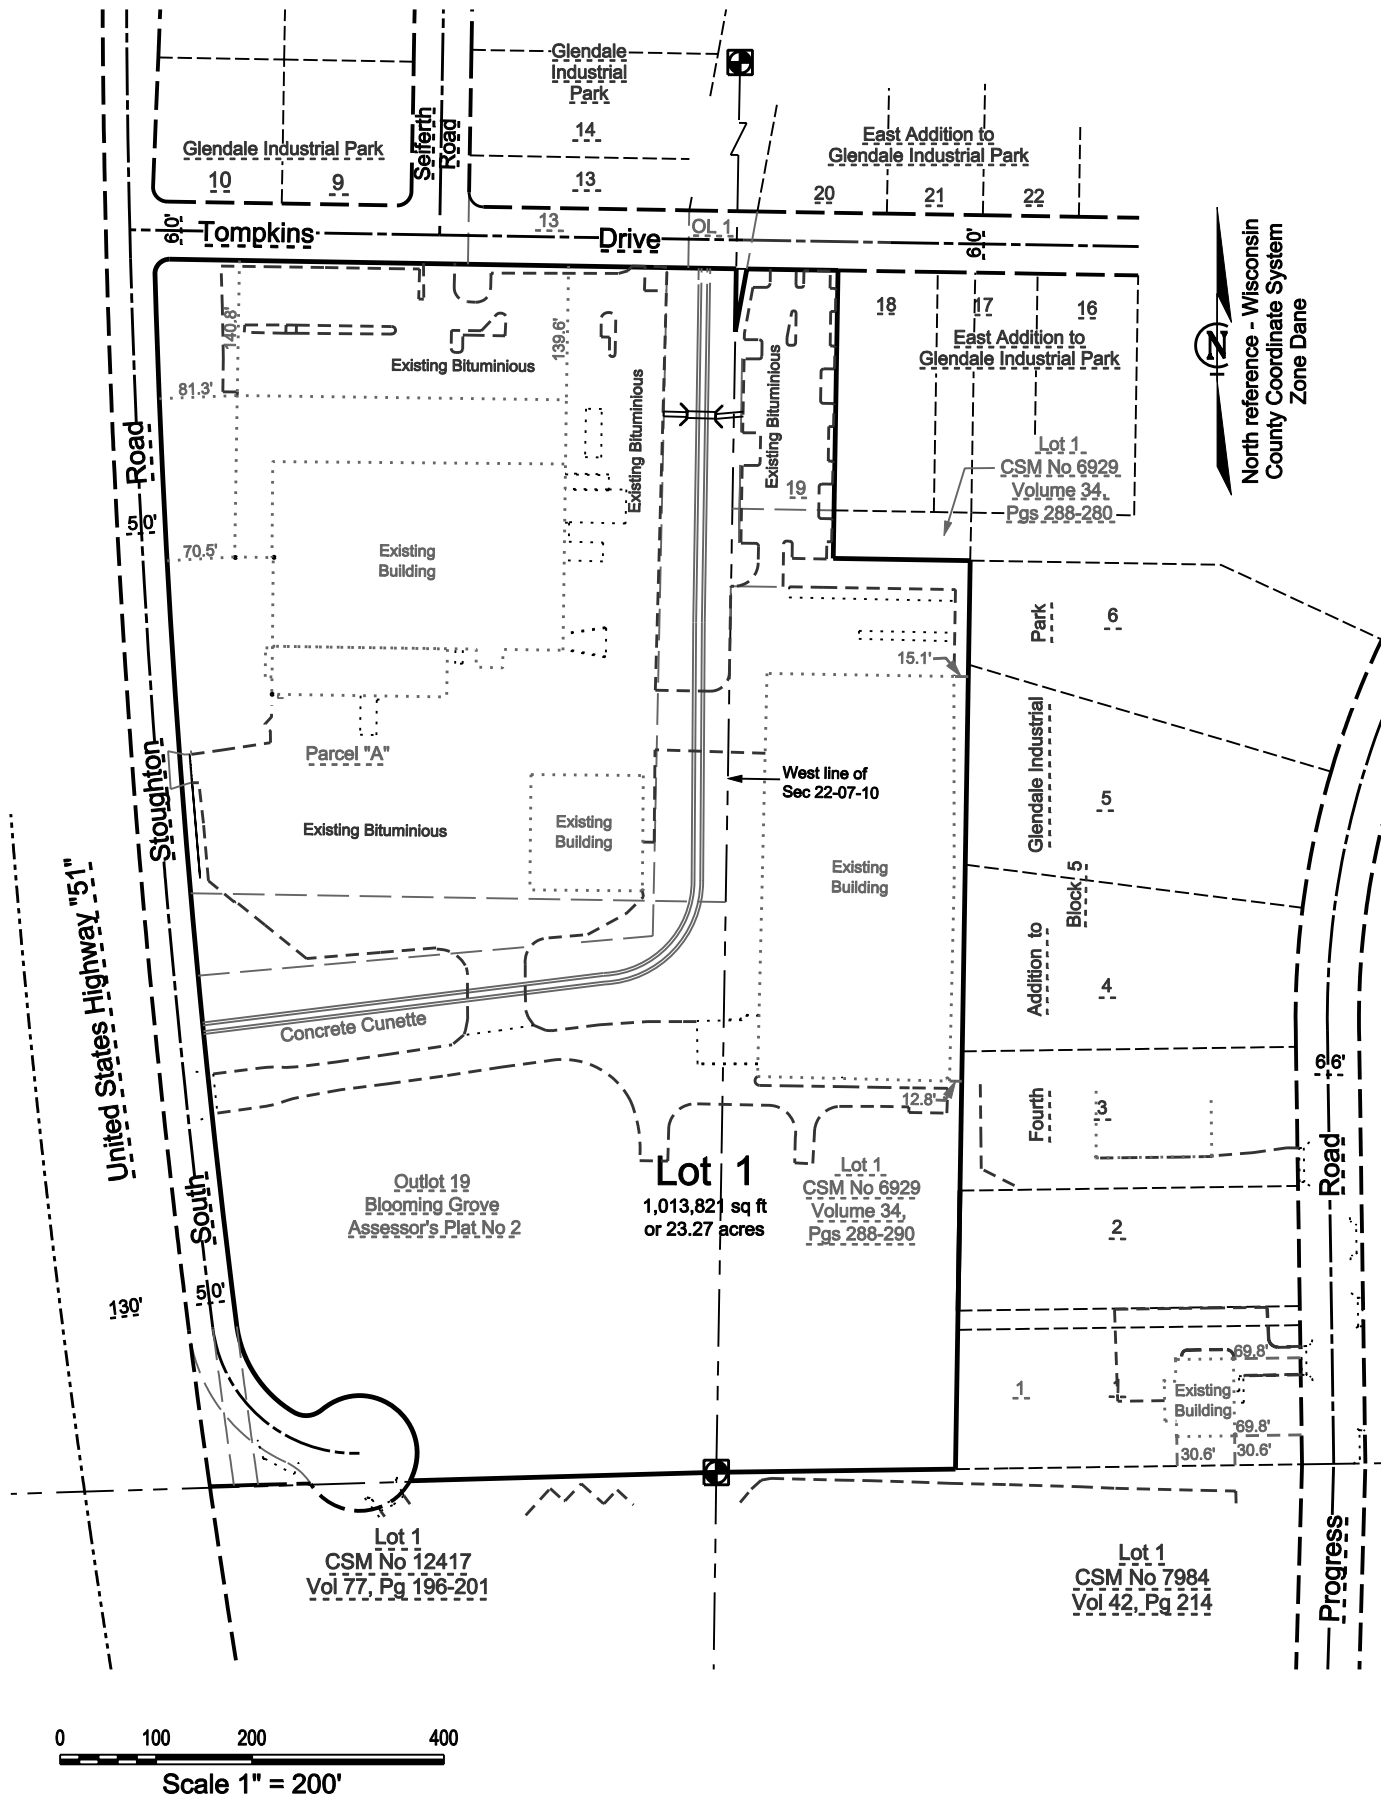 Glendale
Industrial
Park
14
13
Glendale Industrial Park
10
9
Seiferth
Road
East Addition to
Glendale Industrial Park
20
21
22
60'
Tompkins
Drive
13
OL 1
60'
North reference - Wisconsin
County Coordinate System
Zone Dane
N
18
17
16
East Addition to
Glendale Industrial Park
140.8'
139.6'
Existing Bituminious
81.3'
Existing Bituminious
Existing Bituminious
19
Lot 1
CSM No 6929
Volume 34,
Pgs 288-280
Road
50'
70.5'
Existing
Building
15.1'
Park
6
Glendale Industrial
5
Block 5
Addition to
4
Fourth
3
2
1
1
Parcel "A"
Existing Bituminious
Existing
Building
West line of
Sec 22-07-10
Existing
Building
Stoughton
United States Highway "51"
Concrete Cunette
12.8'
66'
Road
Outlot 19
Blooming Grove
Assessor's Plat No 2
Lot 1
1,013,821 sq ft
or 23.27 acres
Lot 1
CSM No 6929
Volume 34,
Pgs 288-290
South
50'
130'
69.8'
Existing
Building
69.8'
30.6'
30.6'
Lot 1
CSM No 12417
Vol 77, Pg 196-201
Lot 1
CSM No 7984
Vol 42, Pg 214
Progress
0 100 200 400
Scale 1" = 200'